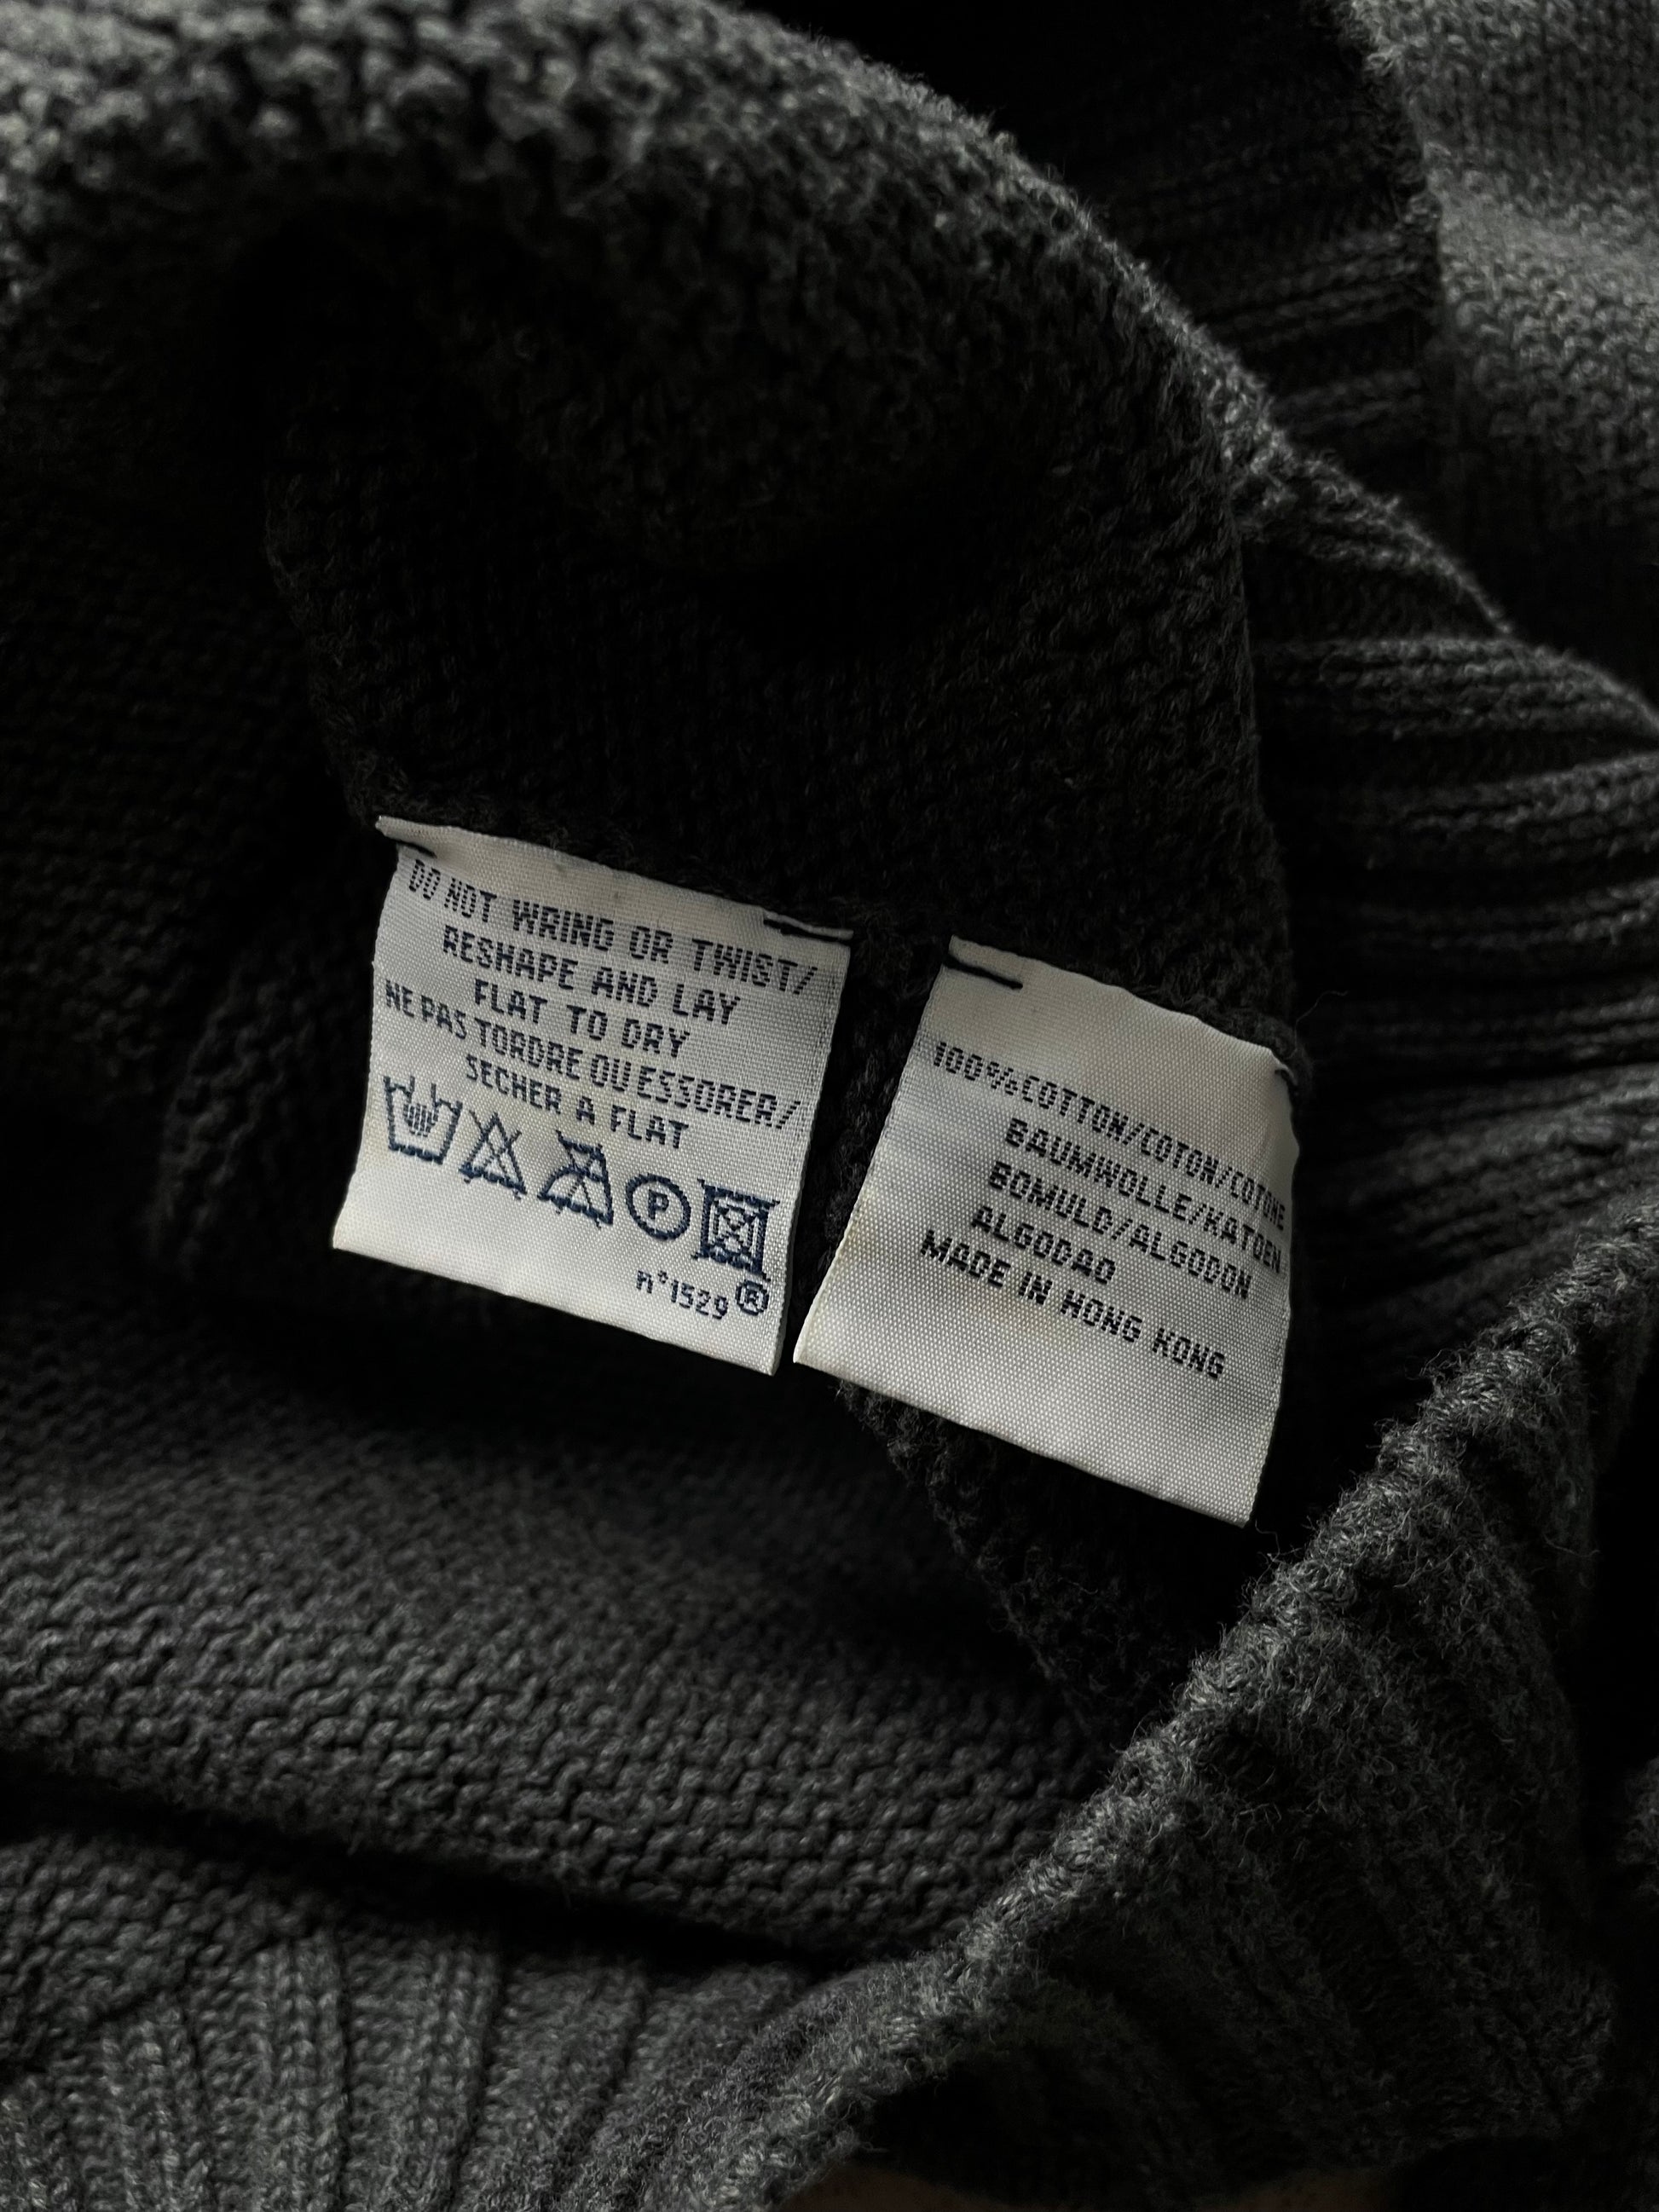 DO NOT WRING OR TWIST/
RESHAPE AND LAY
FLAT TO DRY
NE PAS TORDRE OU ESSORER/
SECHER A FLAT
P
n°1529 ®
100%COTTON/COTON/COTONE
BAUMWOLLE/KATOEN
BOMULD/ALGODON
ALGODAO
MADE IN HONG KONG